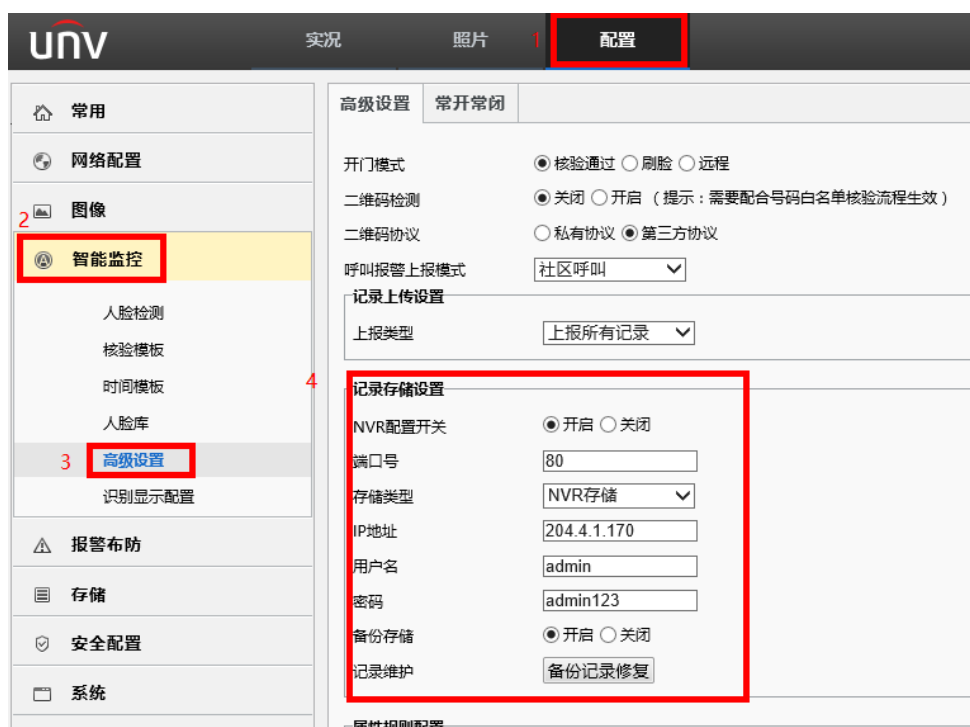 unv 实况 照片 1 配置
高级设置 常开常闭
常用
网络配置
图像
2
智能监控
人脸检测
核验模板
时间模板
人脸库
3 高级设置
识别显示配置
报警布防
存储
安全配置
系统
开门模式 核验通过 刷脸 远程
二维码检测 关闭 开启 （提示：需要配合号码白名单核验流程生效）
二维码协议 私有协议 第三方协议
呼叫报警上报模式 社区呼叫
记录上传设置
上报类型 上报所有记录
4
记录存储设置
NVR配置开关 开启 关闭
端口号 80
存储类型 NVR存储
IP地址 204.4.1.170
用户名 admin
密码 admin123
备份存储 开启 关闭
记录维护 备份记录修复
属性规则配置